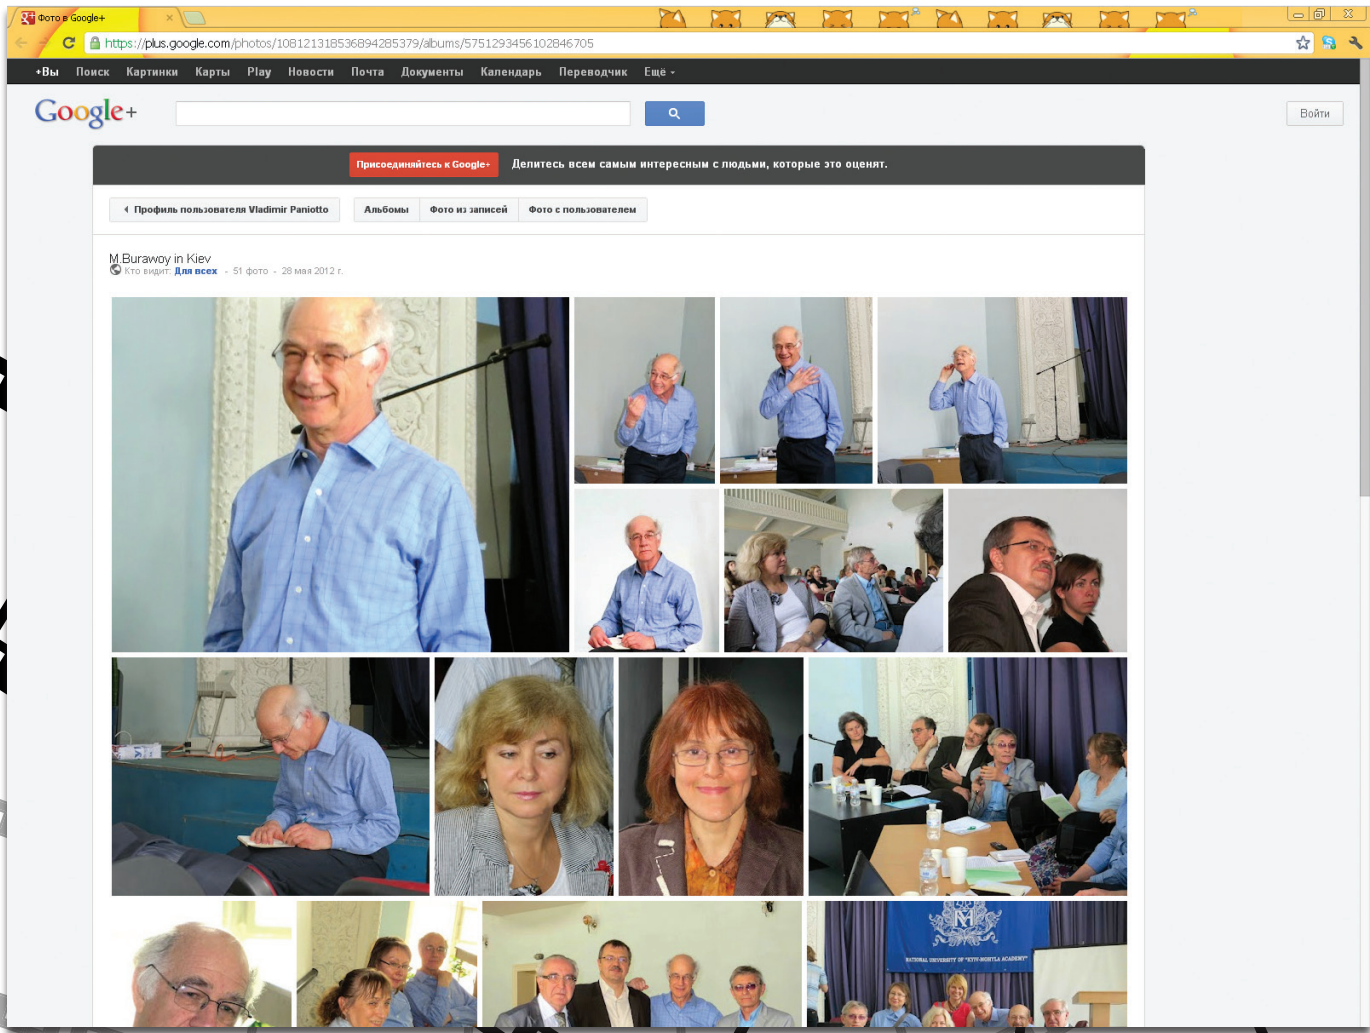 Фото в Google+
https://plus.google.com/photos/108121318536894285379/albums/5751293456102846705
+Вы Поиск Картинки Карты Play Новости Почта Документы Календарь Переводчик Ещё
Google+
Войти
Присоединяйтесь к Google+ Делитесь всем самым интересным с людьми, которые это оценят.
Профиль пользователя Vladimir Paniotto Альбомы Фото из записей Фото с пользователем
M.Burawoy in Kiev
Кто видит: Для всех - 51 фото - 28 мая 2012 г.
NATIONAL UNIVERSITY OF "KYIV-MOHYLA ACADEMY"